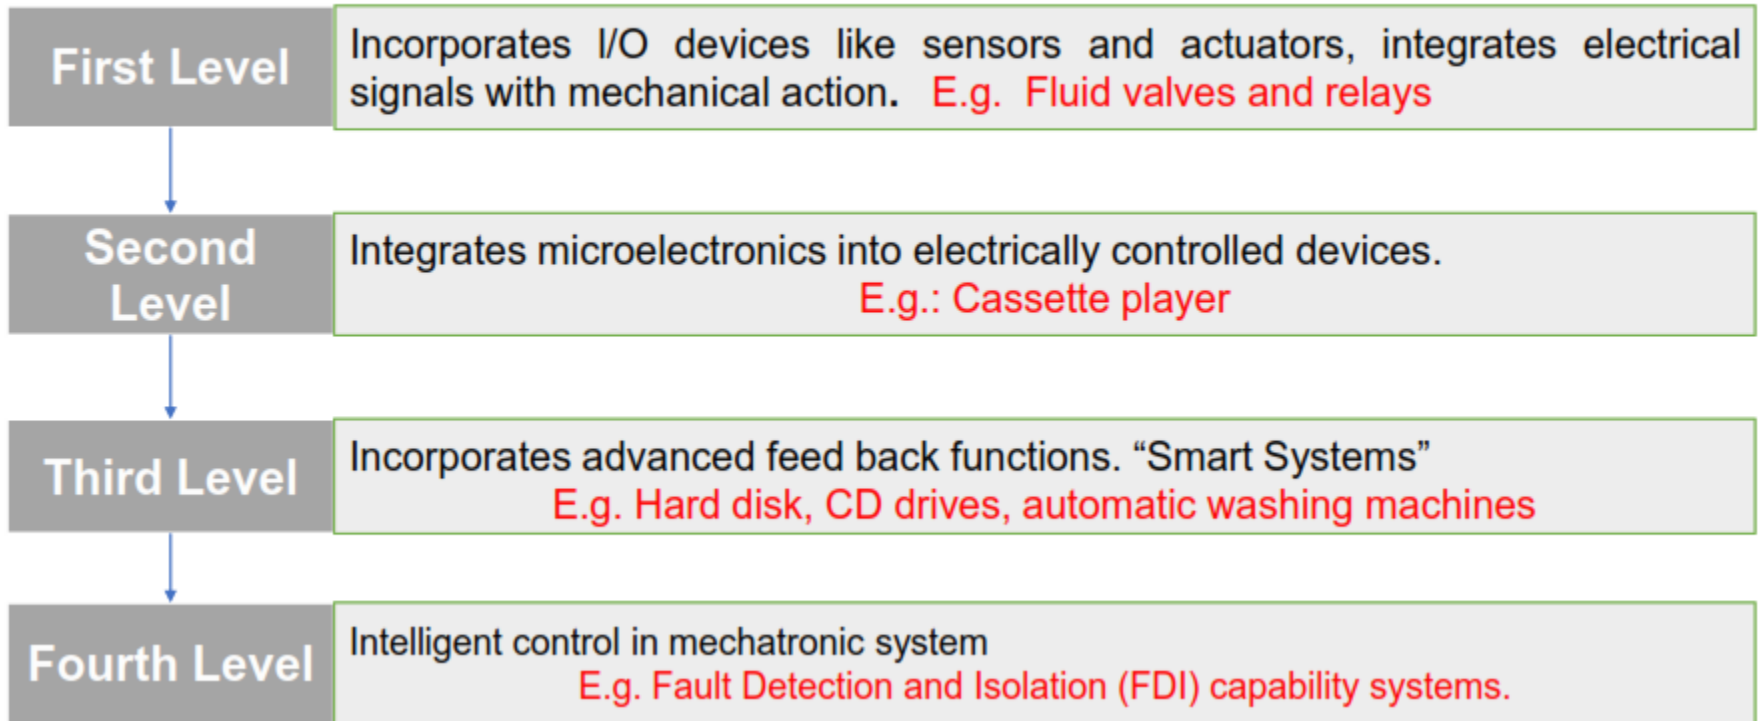 First Level
Incorporates I/O devices like sensors and actuators, integrates electrical
signals with mechanical action. E.g. Fluid valves and relays
Second
Level
Integrates microelectronics into electrically controlled devices.
E.g.: Cassette player
Third Level
Incorporates advanced feed back functions. “Smart Systems”
E.g. Hard disk, CD drives, automatic washing machines
Fourth Level
Intelligent control in mechatronic system
E.g. Fault Detection and Isolation (FDI) capability systems.